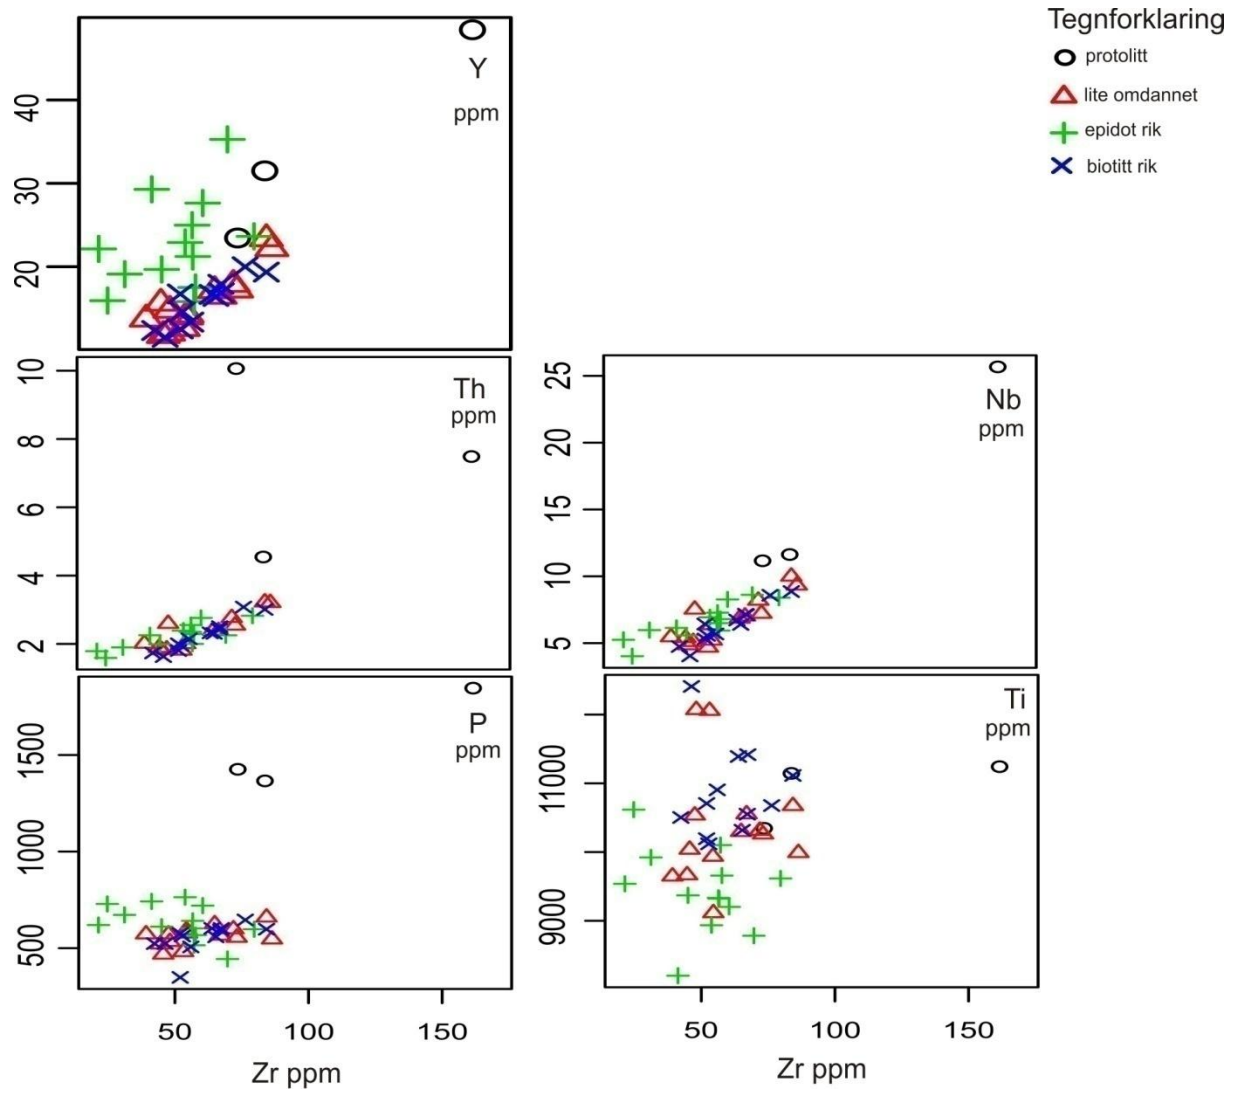 Tegnforklaring
protolitt
lite omdannet
epidot rik
biotitt rik
Y
ppm
40
30
20
Th
ppm
10
8
6
4
2
Nb
ppm
25
20
15
10
5
P
ppm
1500
1000
500
50 100 150
Zr ppm
Ti
ppm
11000
9000
50 100 150
Zr ppm